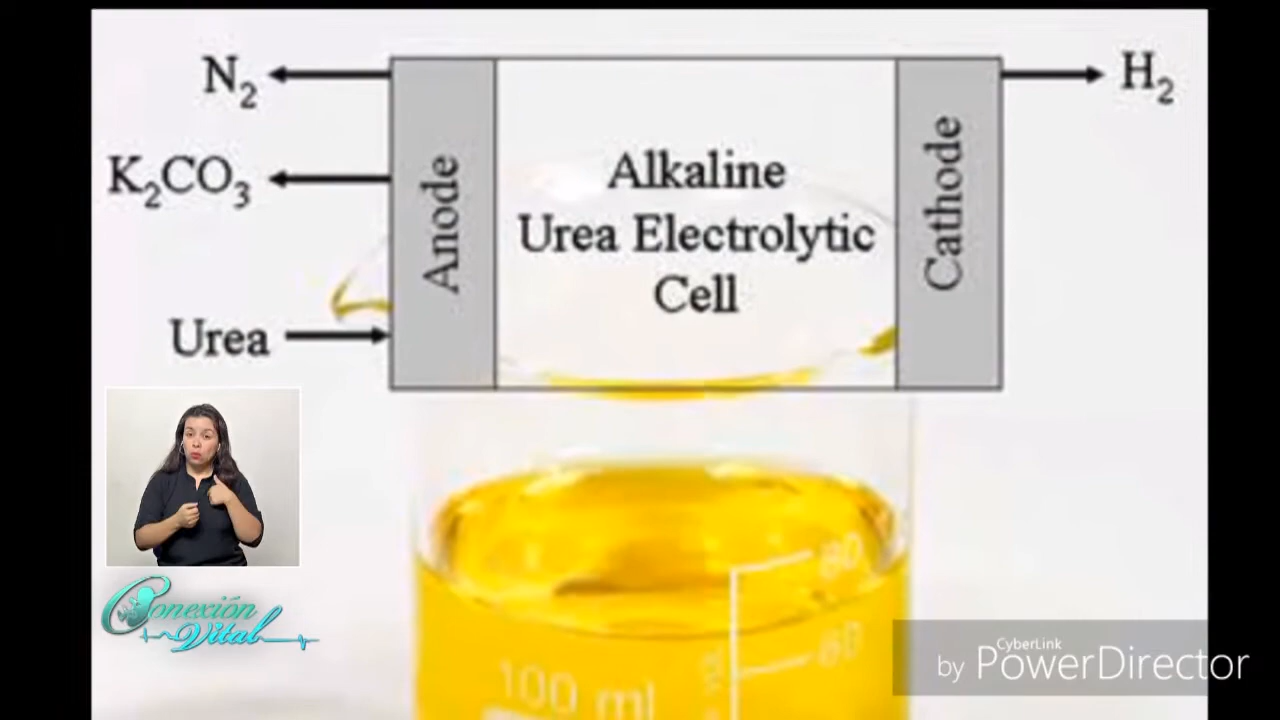 N₂
H₂
K₂CO₃
Anode
Alkaline
Urea Electrolytic
Cell
Cathode
Urea
Conexión
Vital
80
60
100 ml
CyberLink
by PowerDirector